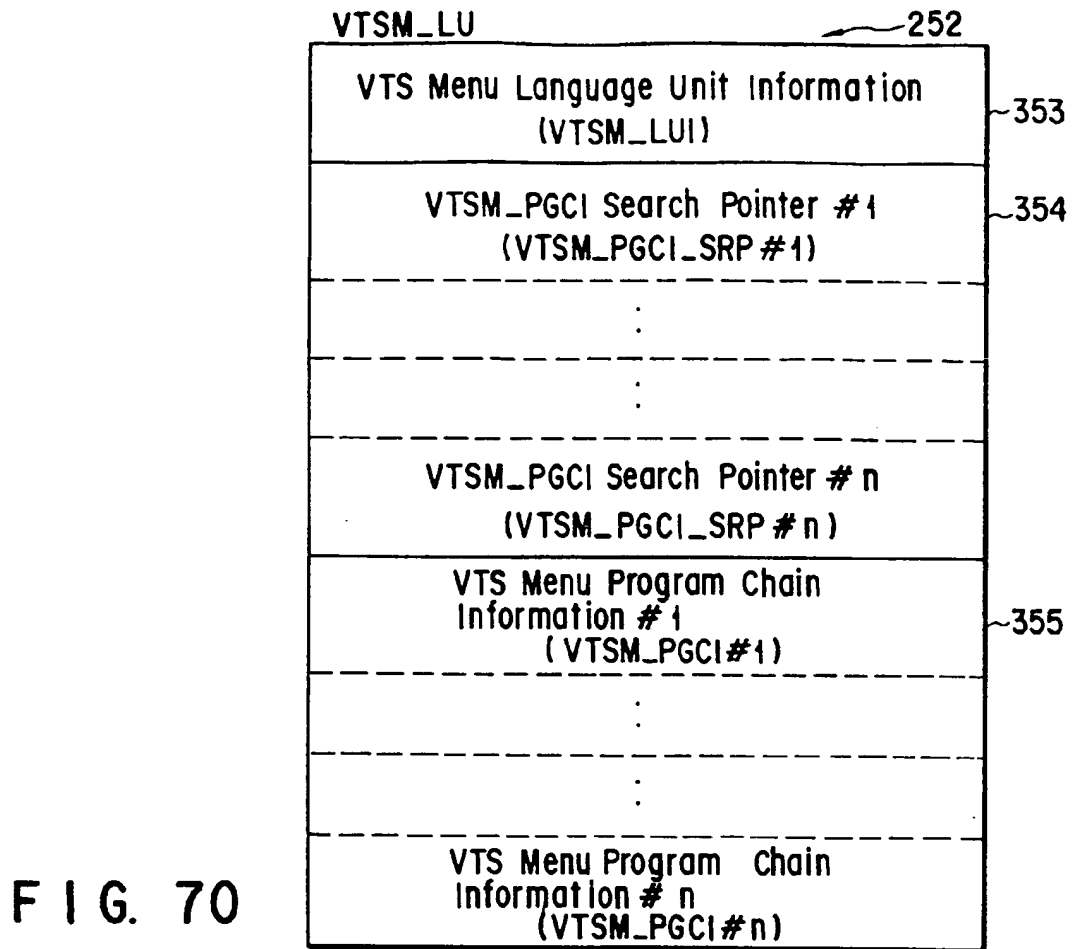 VTSM_LU 252
VTS Menu Language Unit Information
(VTSM_LUI)
353
VTSM_PGCI Search Pointer #1
354
(VTSM_PGCI_SRP #1)
VTSM_PGCI Search Pointer # n
(VTSM_PGCI_SRP # n)
VTS Menu Program Chain
Information # 1
355
(VTSM_PGCI#1)
VTS Menu Program Chain
Information # n
(VTSM_PGCI#n)
FIG. 70